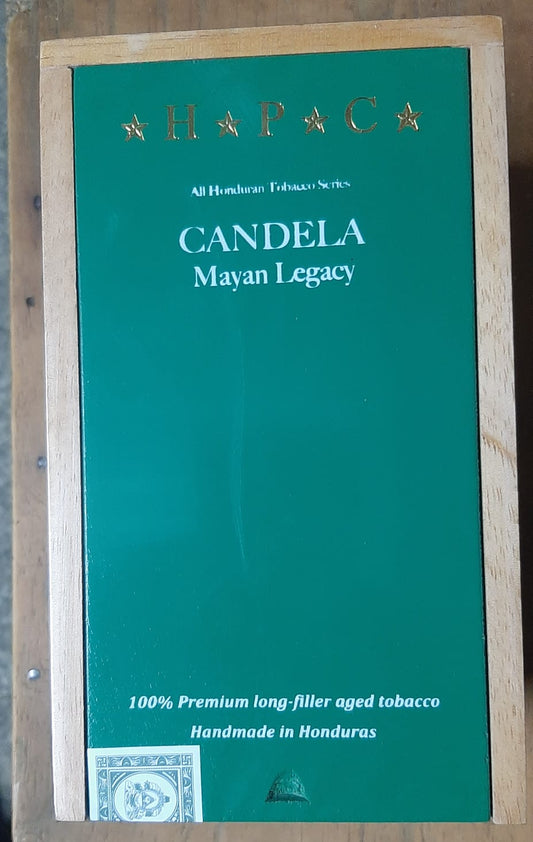 ★ H ★ P ★ C ★
All Honduran Tobacco Series
CANDELA
Mayan Legacy
100% Premium long-filler aged tobacco
Handmade in Honduras